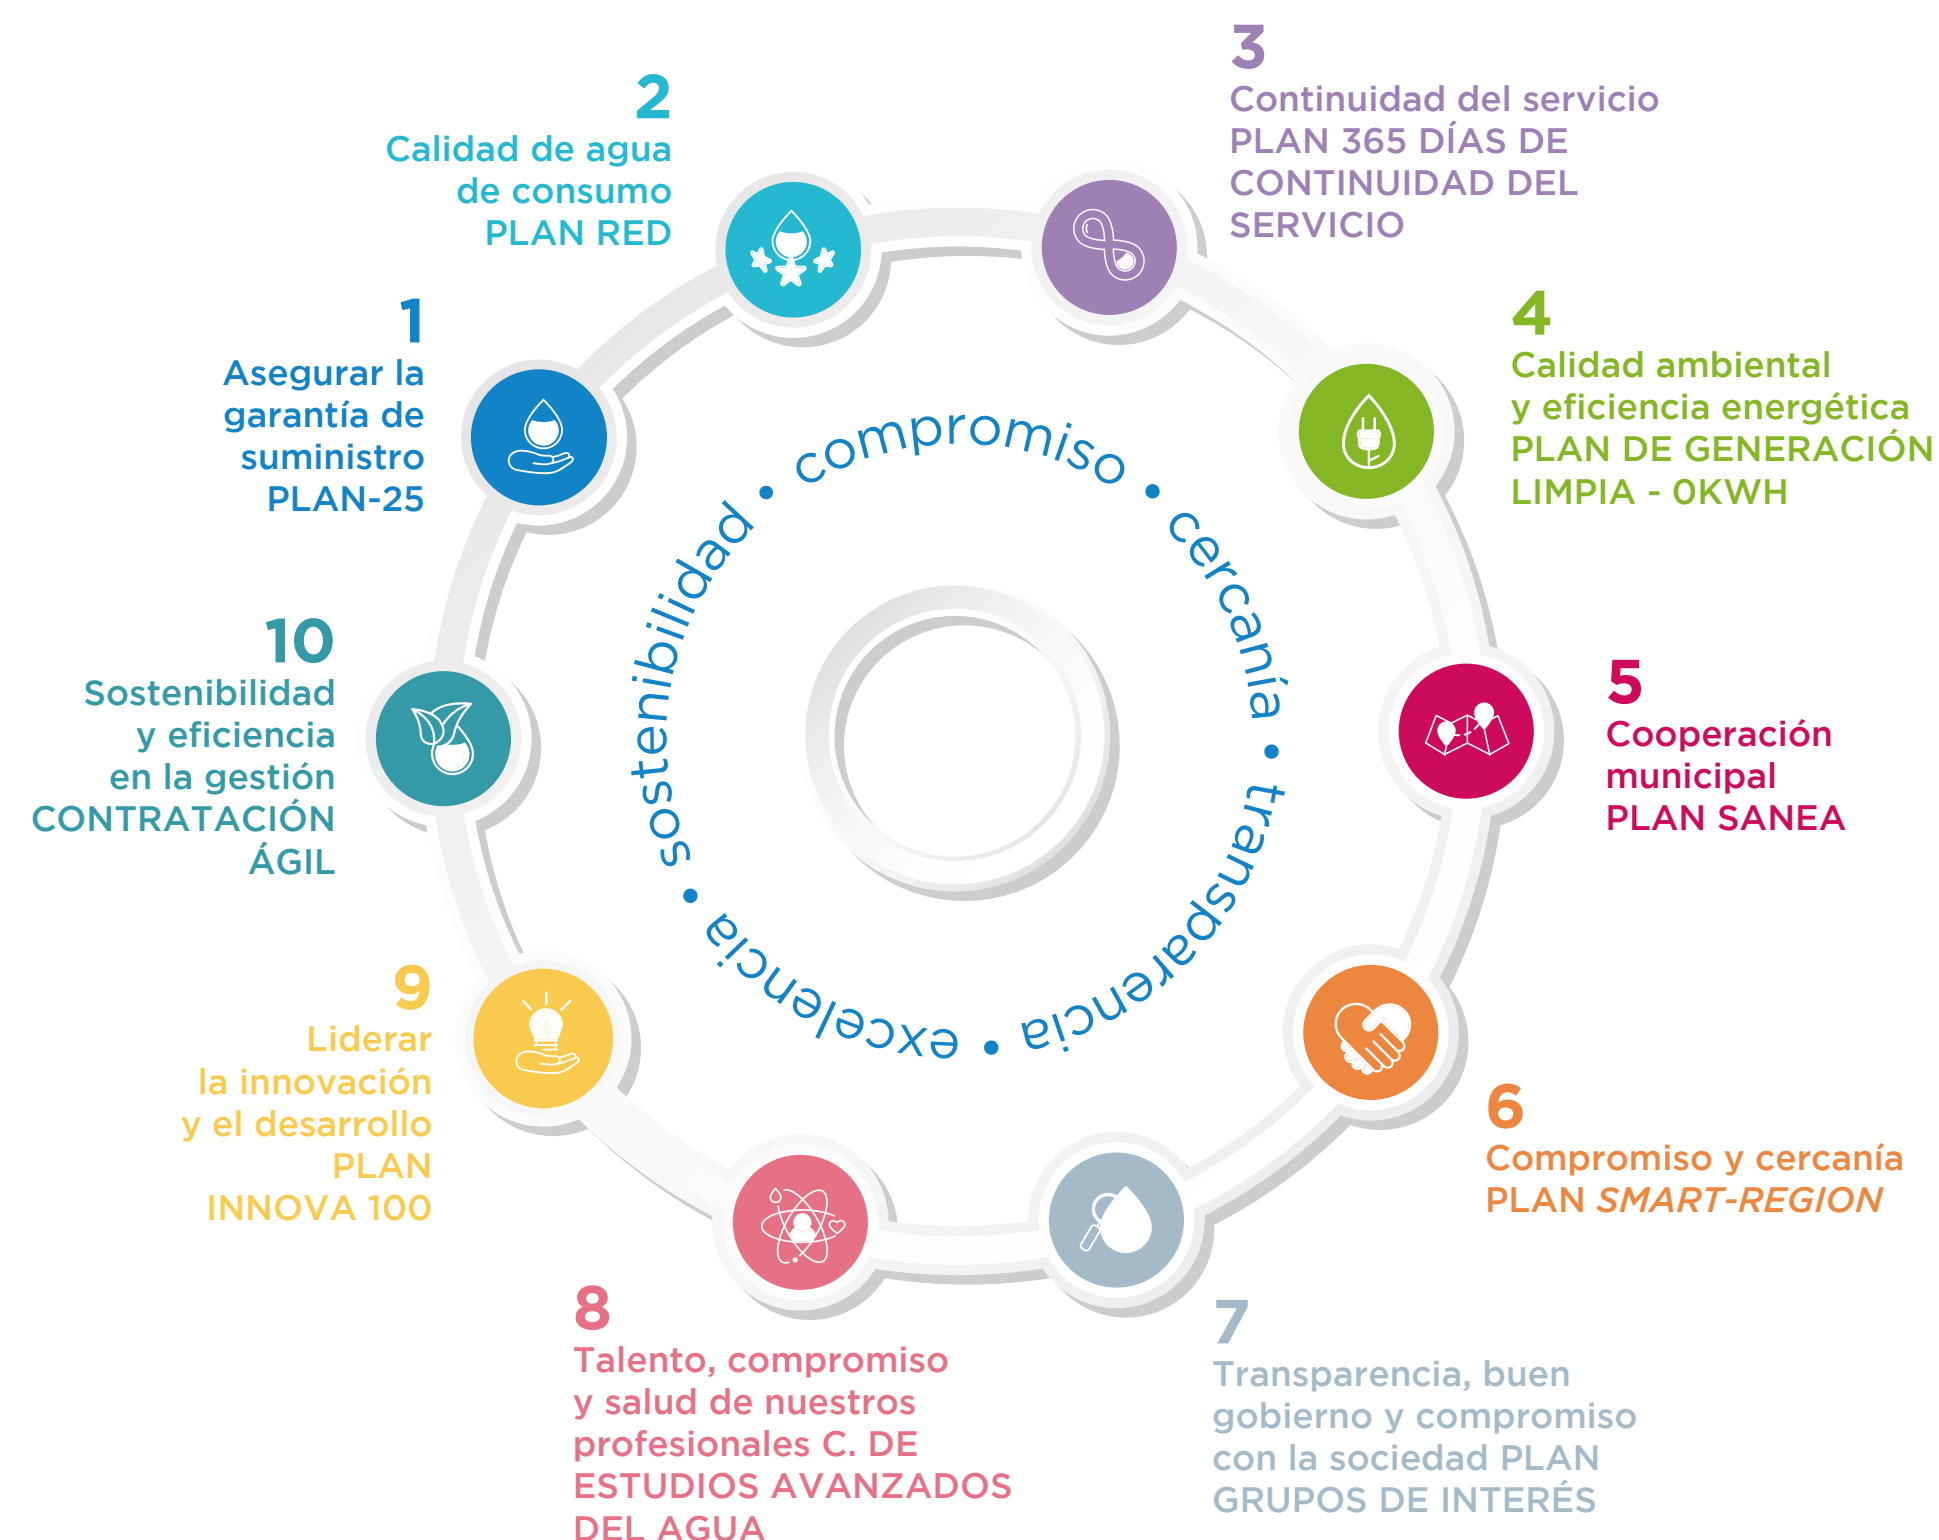 1
Asegurar la
garantía de
suministro
PLAN-25
2
Calidad de agua
de consumo
PLAN RED
3
Continuidad del servicio
PLAN 365 DÍAS DE
CONTINUIDAD DEL
SERVICIO
4
Calidad ambiental
y eficiencia energética
PLAN DE GENERACIÓN
LIMPIA - 0KWH
5
Cooperación
municipal
PLAN SANEA
6
Compromiso y cercanía
PLAN SMART-REGION
7
Transparencia, buen
gobierno y compromiso
con la sociedad PLAN
GRUPOS DE INTERÉS
8
Talento, compromiso
y salud de nuestros
profesionales C. DE
ESTUDIOS AVANZADOS
DEL AGUA
9
Liderar
la innovación
y el desarrollo
PLAN
INNOVA 100
10
Sostenibilidad
y eficiencia
en la gestión
CONTRATACIÓN
ÁGIL
compromiso • cercanía • transparencia • excelencia • sostenibilidad •